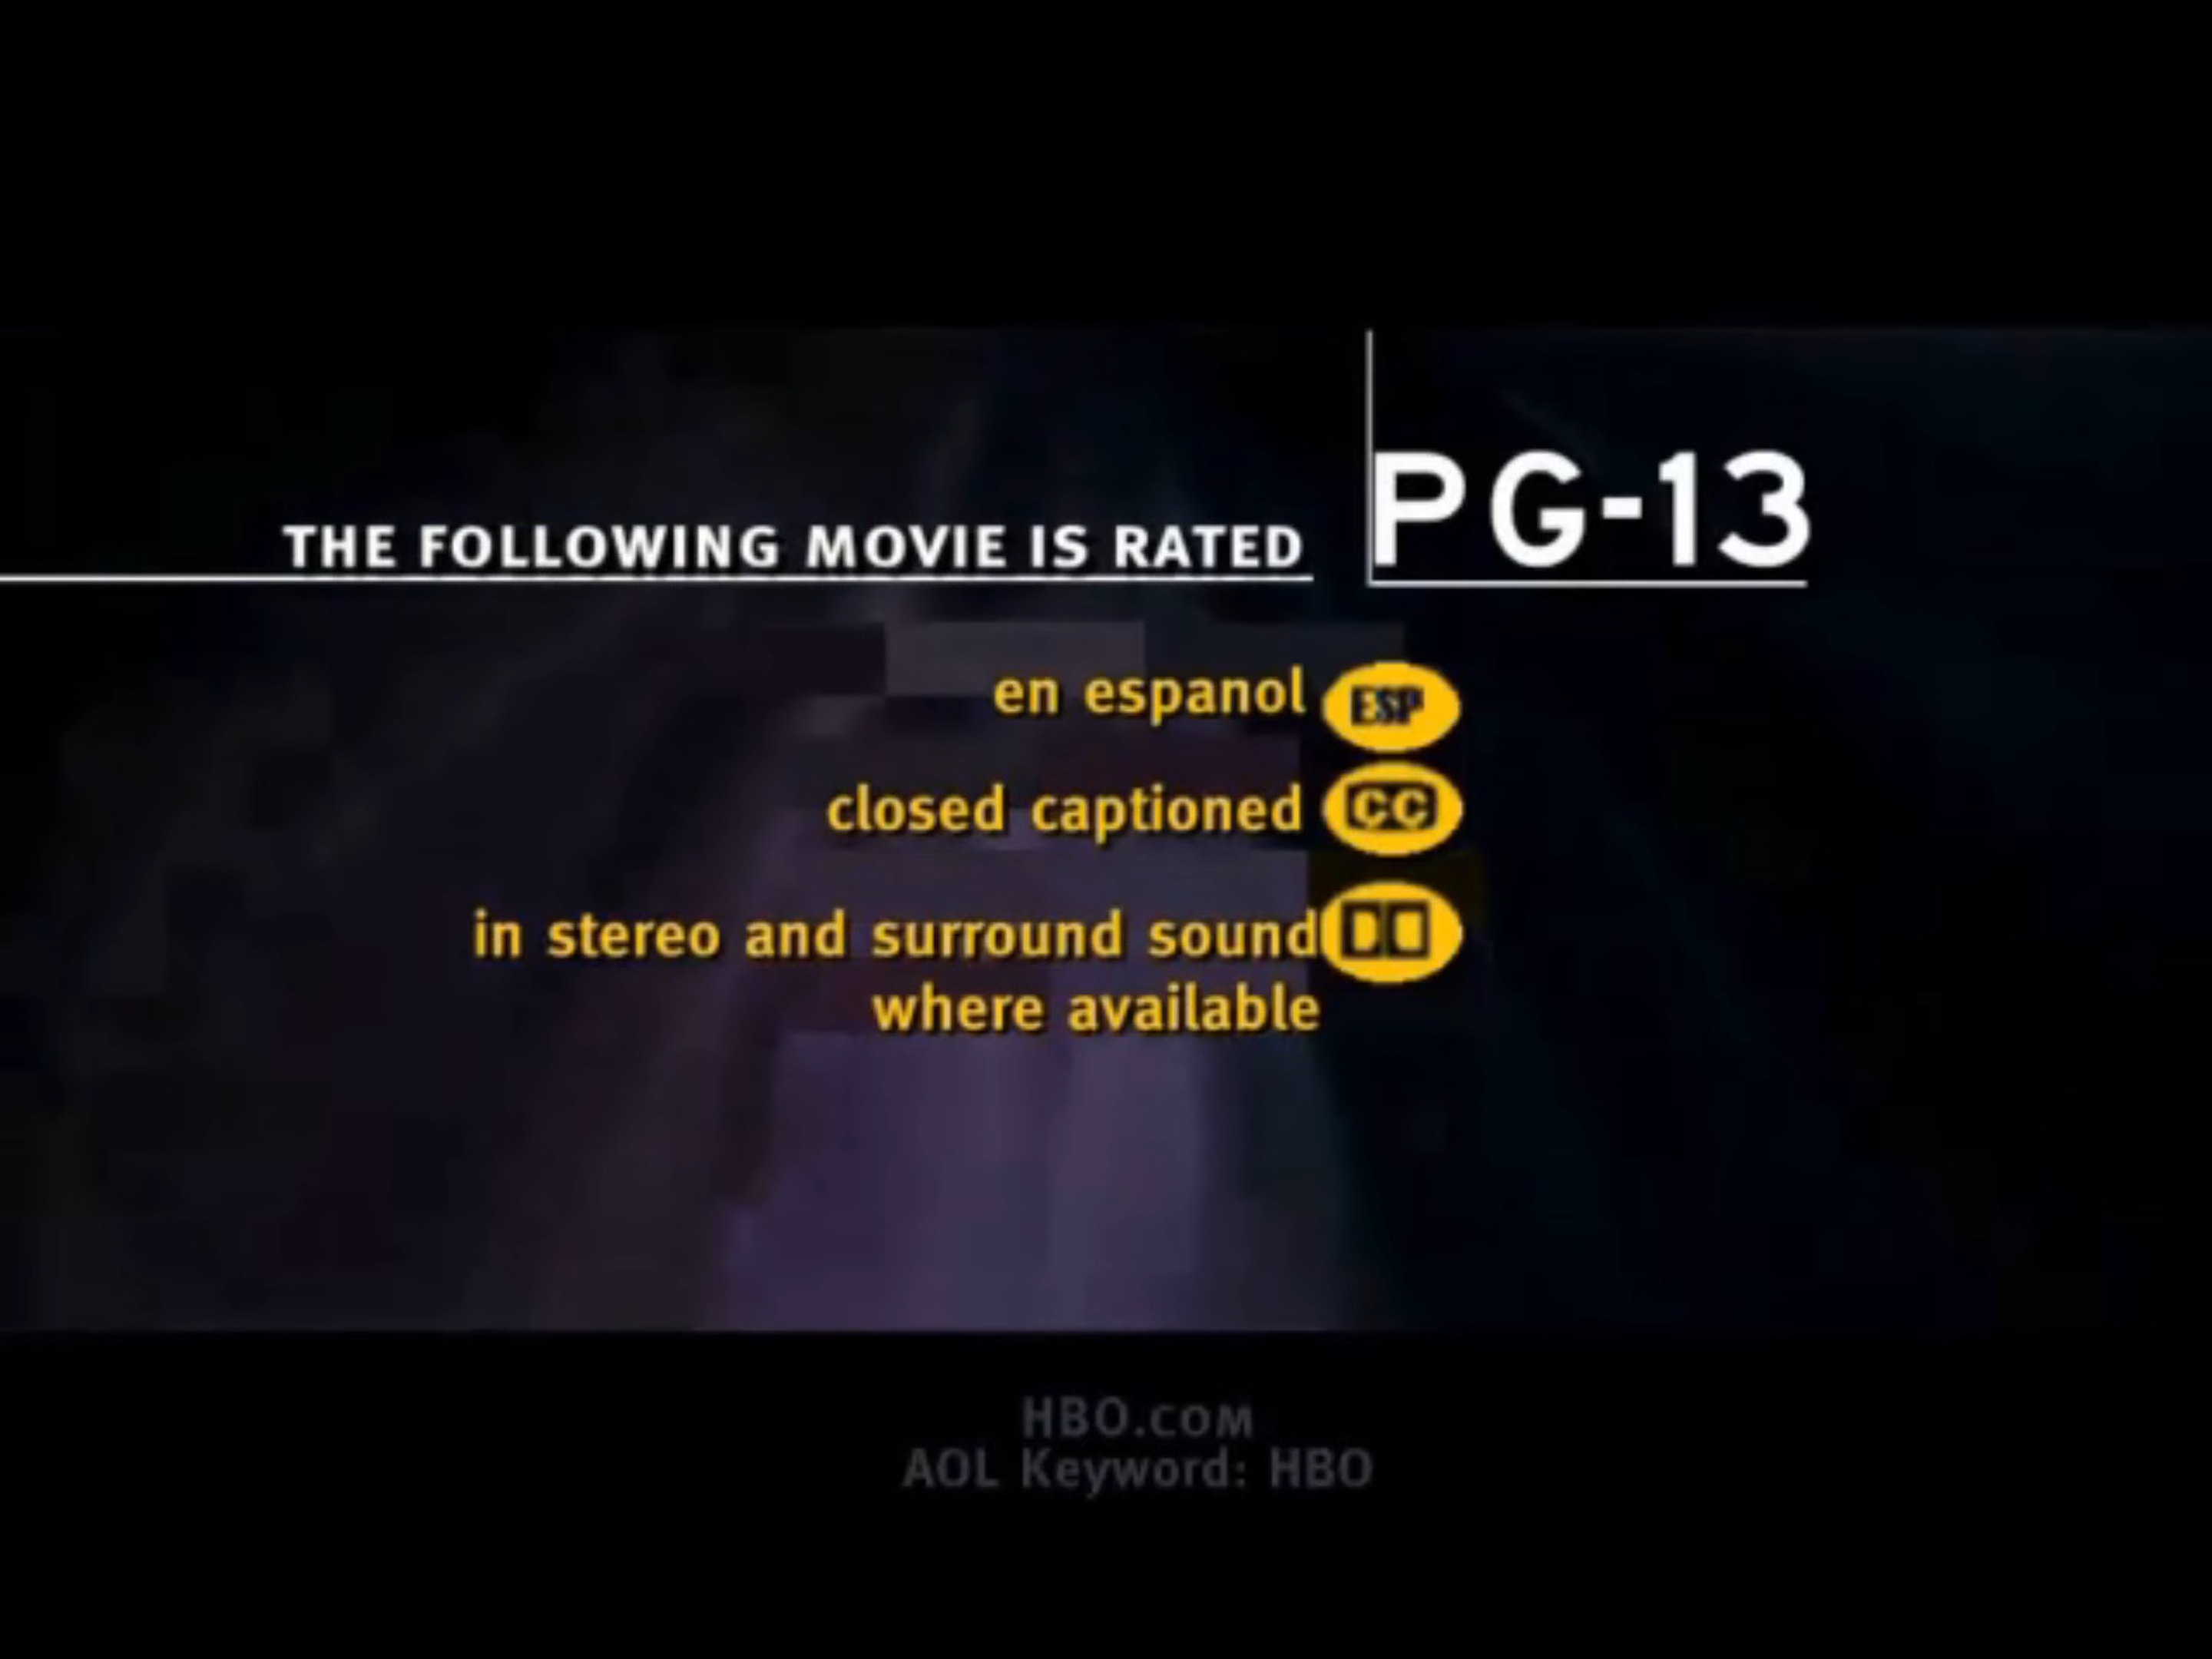 THE FOLLOWING MOVIE IS RATED PG-13
en espanol ESP
closed captioned CC
in stereo and surround sound
where available
HBO.COM
AOL Keyword: HBO